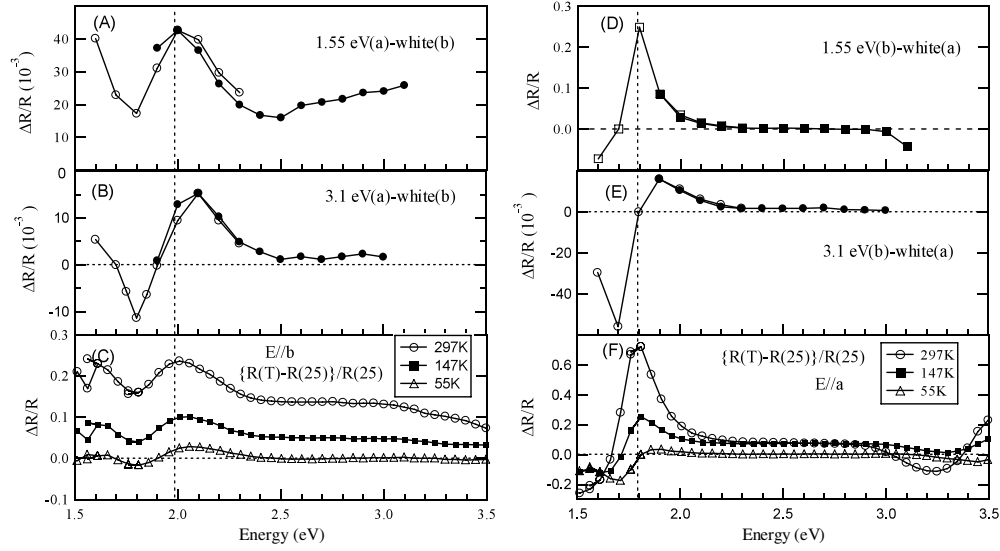 (A)
1.55 eV(a)-white(b)
ΔR/R (10⁻³)
40
30
20
10
0
(B)
3.1 eV(a)-white(b)
ΔR/R (10⁻³)
10
0
-10
(C)
E//b
{R(T)-R(25)}/R(25)
297K
147K
55K
ΔR/R
0.3
0.2
0.1
0.0
-0.1
1.5
2.0
2.5
3.0
3.5
Energy (eV)
(D)
1.55 eV(b)-white(a)
ΔR/R
0.3
0.2
0.1
0.0
(E)
3.1 eV(b)-white(a)
ΔR/R (10⁻³)
0
-20
-40
(F)
{R(T)-R(25)}/R(25)
E//a
297K
147K
55K
ΔR/R
0.6
0.4
0.2
0.0
-0.2
1.5
2.0
2.5
3.0
3.5
Energy (eV)